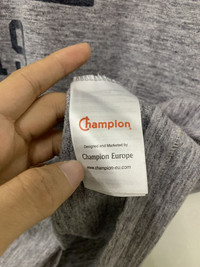 Champion
Designed and Marketed by
Champion Europe
www.champion-eu.com